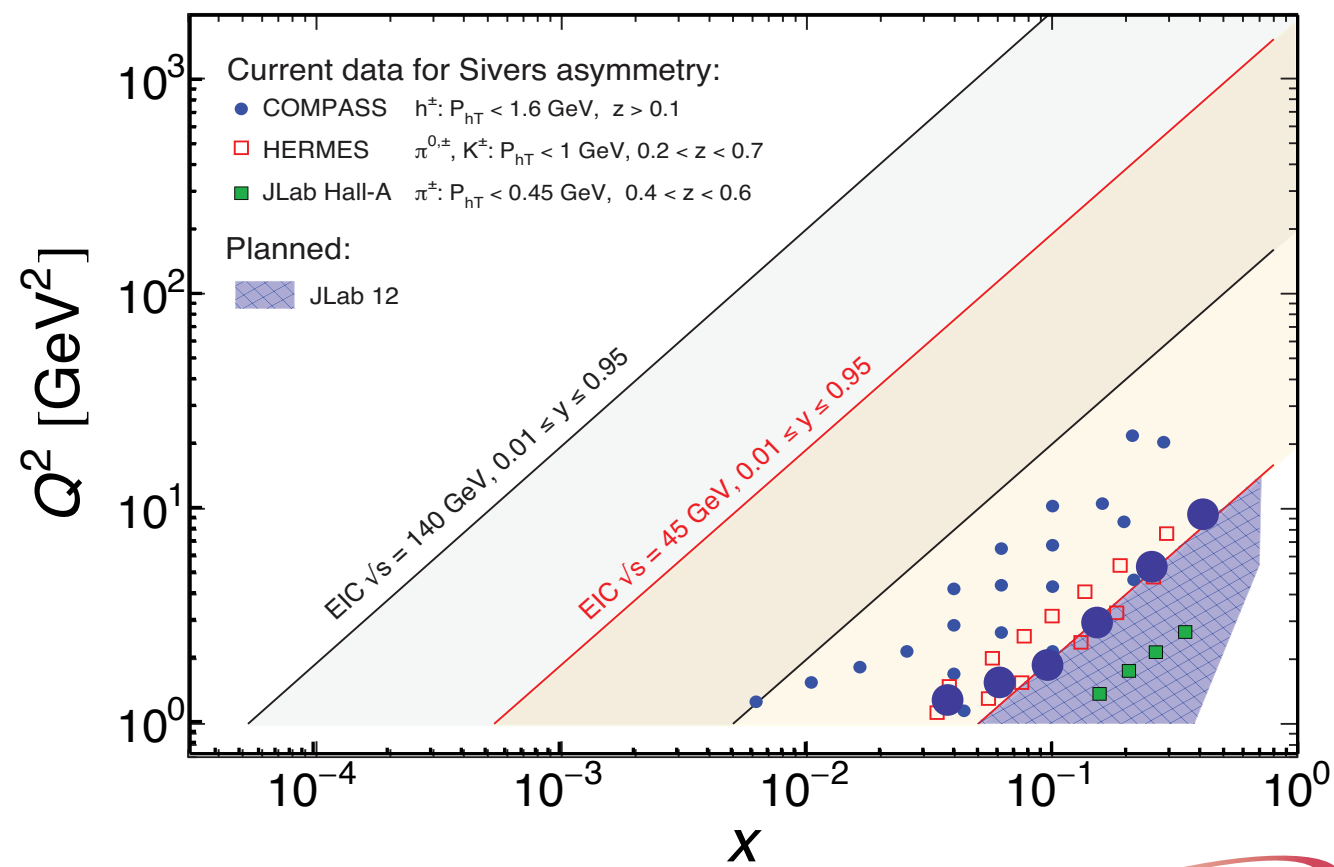 Current data for Sivers asymmetry:
COMPASS h±: PhT < 1.6 GeV, z > 0.1
HERMES π0,±, K±: PhT < 1 GeV, 0.2 < z < 0.7
JLab Hall-A π±: PhT < 0.45 GeV, 0.4 < z < 0.6
Planned:
JLab 12
EIC √s = 140 GeV, 0.01 ≤ y ≤ 0.95
EIC √s = 45 GeV, 0.01 ≤ y ≤ 0.95
Q² [GeV²]
10³
10²
10¹
10⁰
10⁻⁴ 10⁻³ 10⁻² 10⁻¹ 10⁰
x